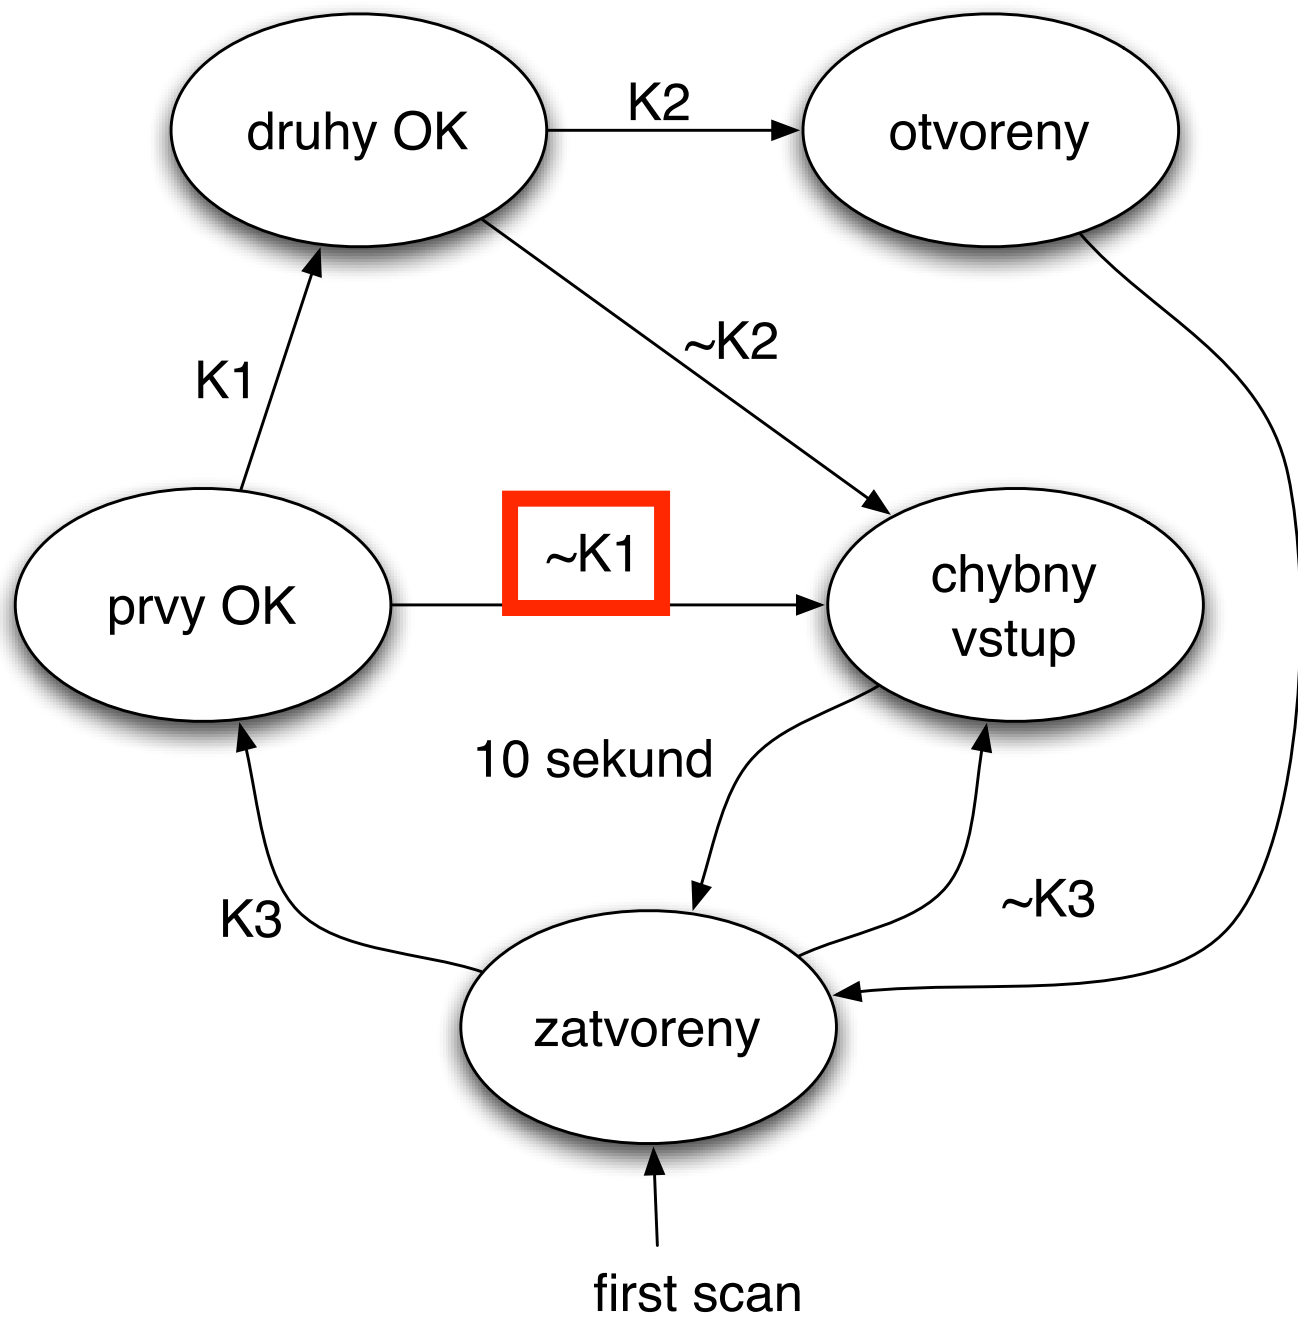 K2
druhy OK
otvoreny
~K2
K1
~K1
chybny
vstup
prvy OK
10 sekund
~K3
K3
zatvoreny
first scan